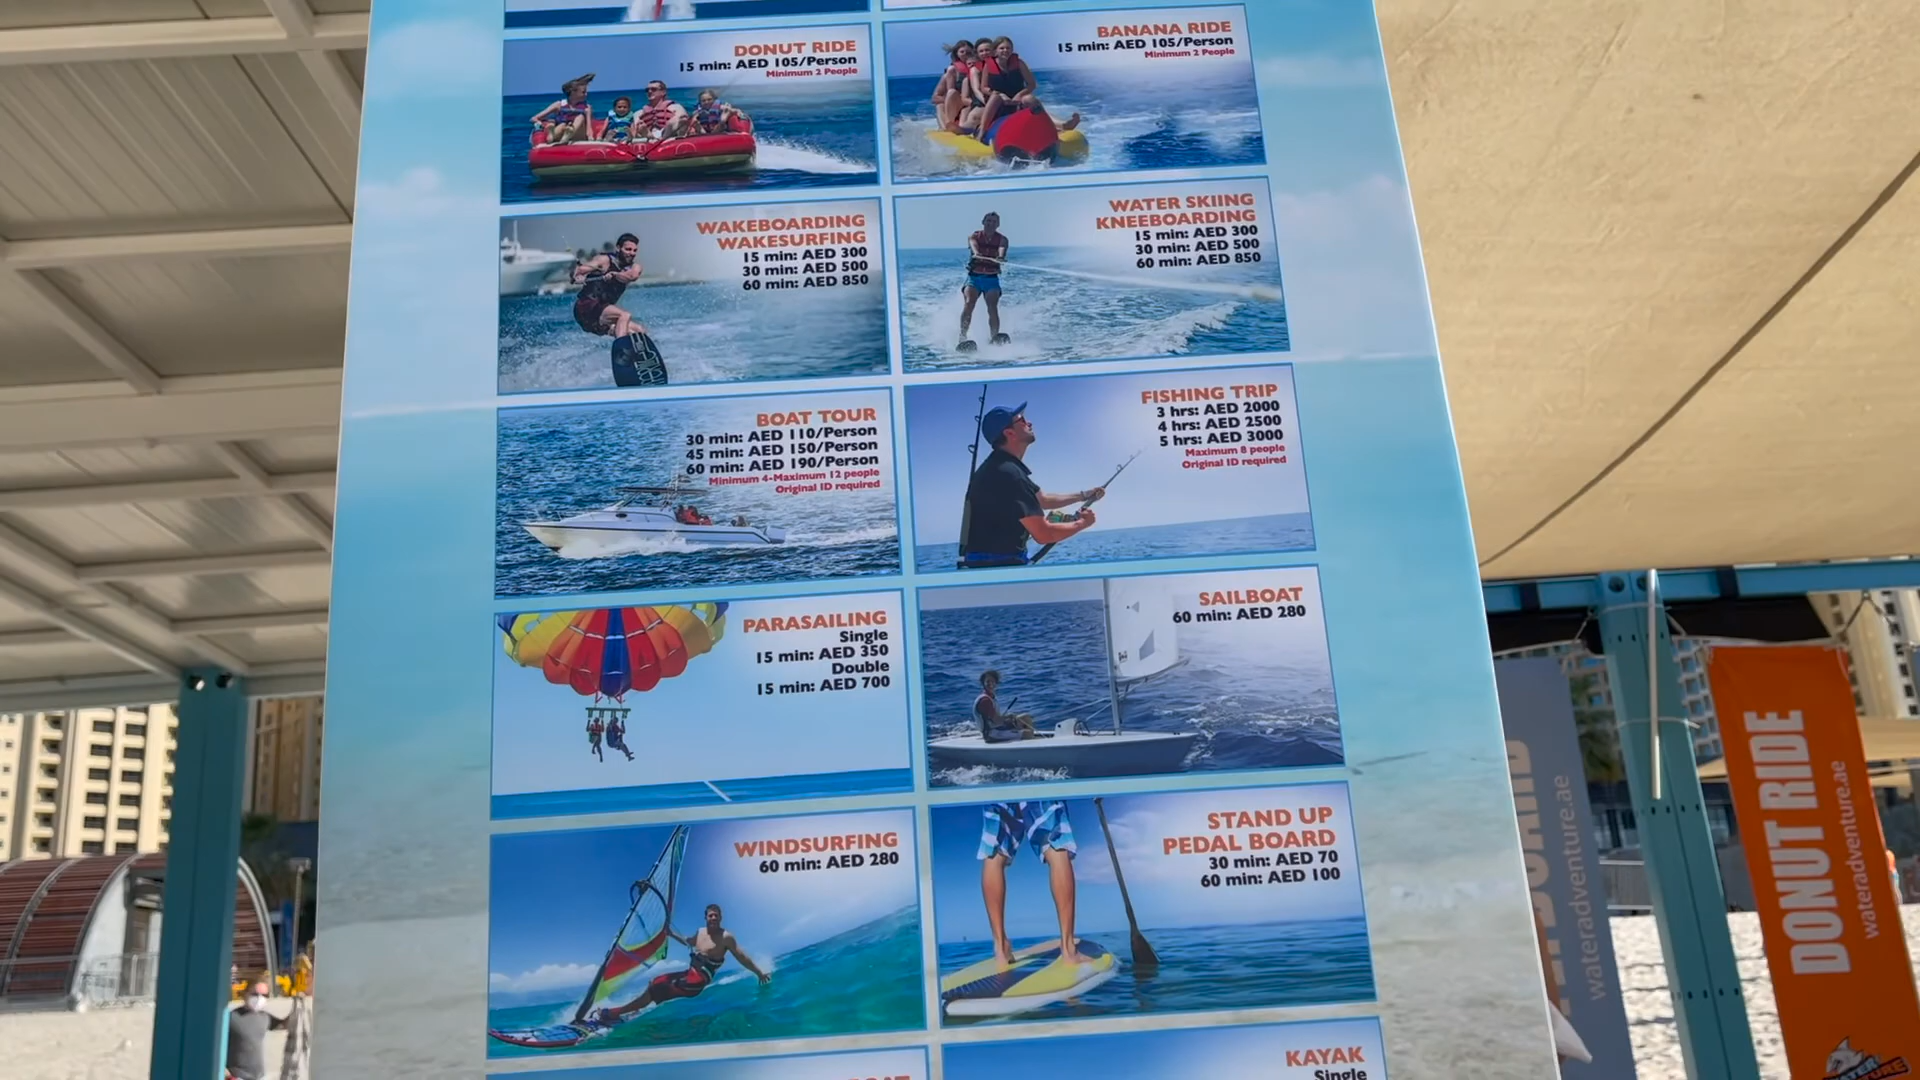 DONUT RIDE
15 min: AED 105/Person
Minimum 2 People
BANANA RIDE
15 min: AED 105/Person
Minimum 2 People
WAKEBOARDING
WAKESURFING
15 min: AED 300
30 min: AED 500
60 min: AED 850
WATER SKIING
KNEEBOARDING
15 min: AED 300
30 min: AED 500
60 min: AED 850
BOAT TOUR
30 min: AED 110/Person
45 min: AED 150/Person
60 min: AED 190/Person
Minimum 4-Maximum 12 people
Original ID required
FISHING TRIP
3 hrs: AED 2000
4 hrs: AED 2500
5 hrs: AED 3000
Maximum 8 people
Original ID required
PARASAILING
Single
15 min: AED 350
Double
15 min: AED 700
SAILBOAT
60 min: AED 280
WINDSURFING
60 min: AED 280
STAND UP
PEDAL BOARD
30 min: AED 70
60 min: AED 100
KAYAK
Single
wateradventure.ae
DONUT RIDE
wateradventure.ae